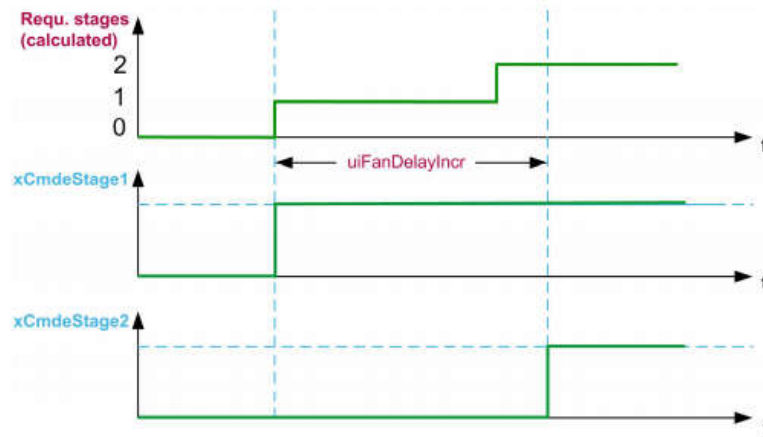 Requ. stages
(calculated)
2
1
0
t
uiFanDelayIncr
xCmdeStage1
t
xCmdeStage2